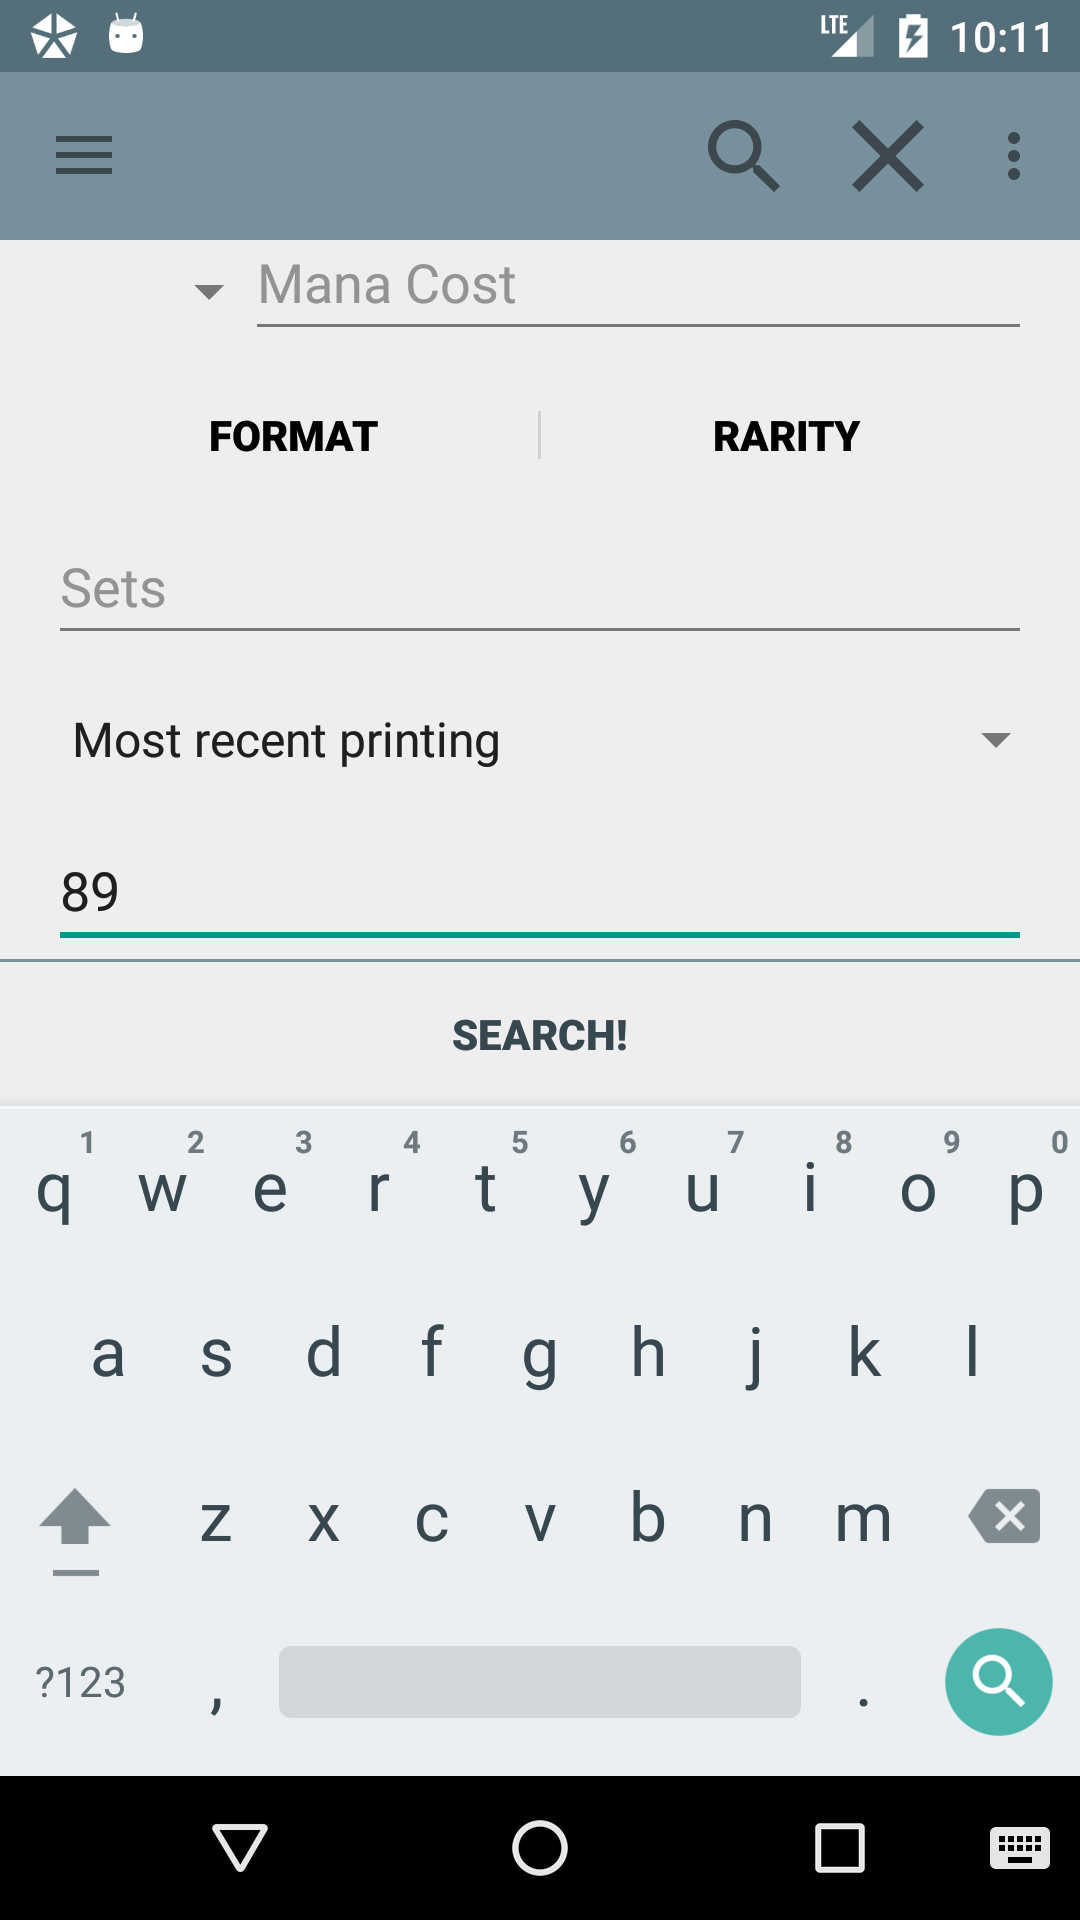 LTE 10:11
Mana Cost
FORMAT RARITY
Sets
Most recent printing
89
SEARCH!
1 2 3 4 5 6 7 8 9 0
q w e r t y u i o p
a s d f g h j k l
z x c v b n m
?123 , .